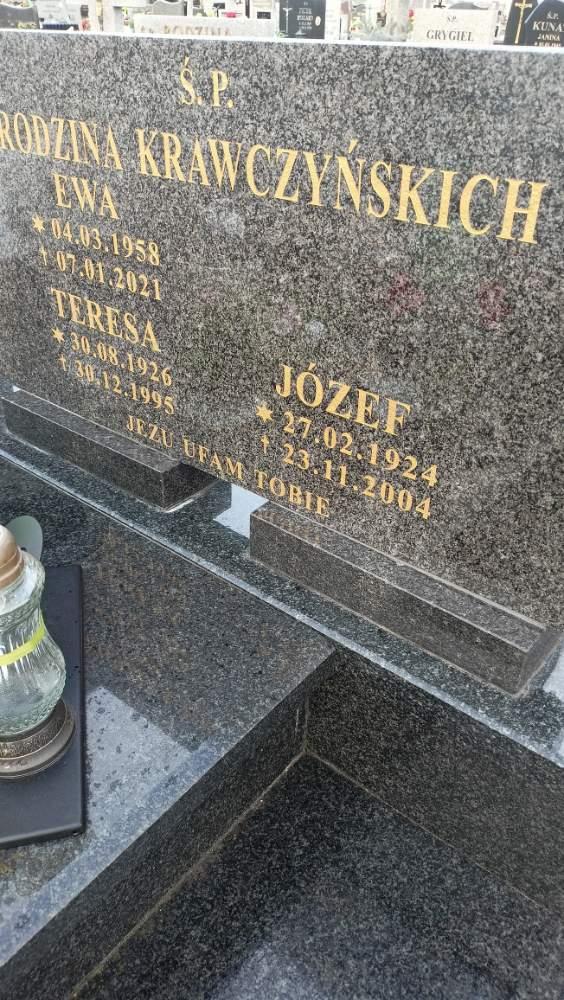 Ś.P.
GRYGIEL
Ś.P.
JANINA
Ś.P.
RODZINA KRAWCZYŃSKICH
EWA
* 04.03.1958
† 07.01.2021
TERESA
* 30.08.1926
† 30.12.1995
JÓZEF
* 27.02.1924
† 23.11.2004
JEZU UFAM TOBIE